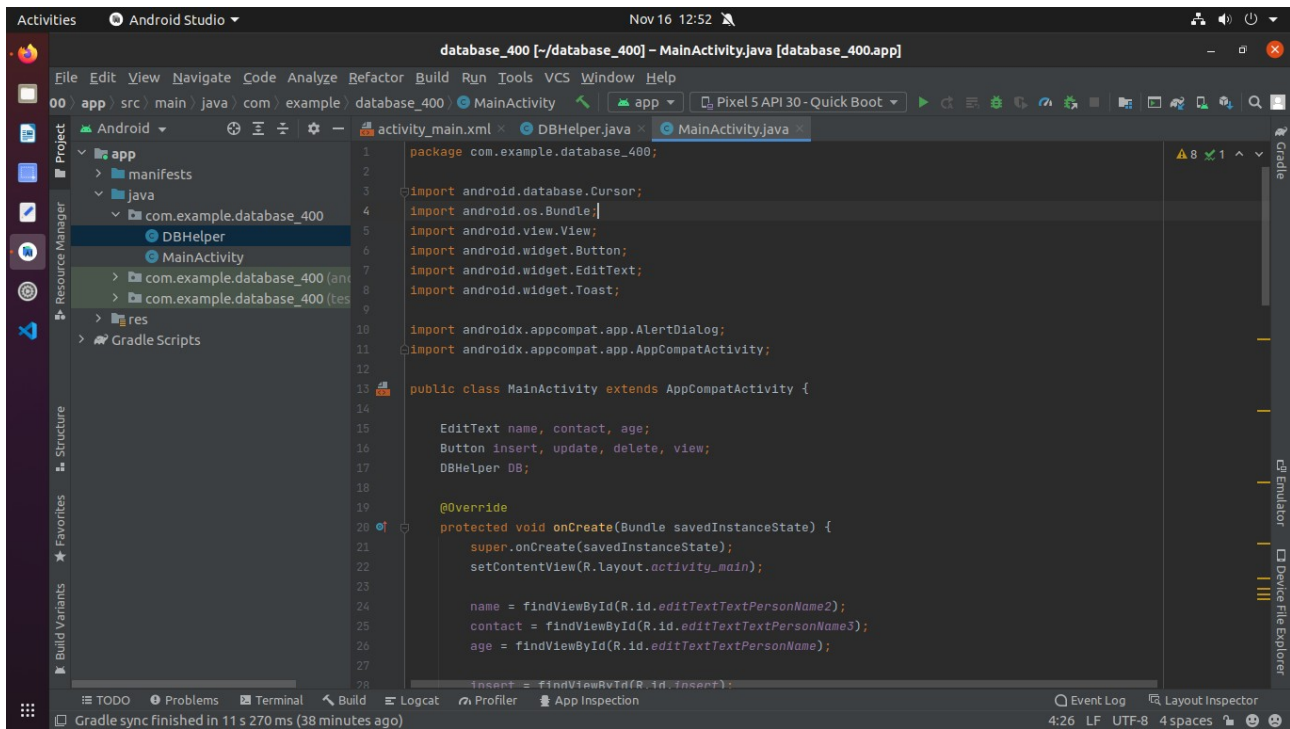 Activities Android Studio Nov 16 12:52
database_400 [~/database_400] – MainActivity.java [database_400.app]
File Edit View Navigate Code Analyze Refactor Build Run Tools VCS Window Help
00 app src main java com example database_400 MainActivity app Pixel 5 API 30 - Quick Boot
Project
Android
activity_main.xml DBHelper.java MainActivity.java
app
manifests
java
com.example.database_400
DBHelper
MainActivity
com.example.database_400 (and
com.example.database_400 (tes
res
Gradle Scripts
Resource Manager
Structure
Favorites
Build Variants
1 package com.example.database_400;
2
3 import android.database.Cursor;
4 import android.os.Bundle;
5 import android.view.View;
6 import android.widget.Button;
7 import android.widget.EditText;
8 import android.widget.Toast;
9
10 import androidx.appcompat.app.AlertDialog;
11 import androidx.appcompat.app.AppCompatActivity;
12
13 public class MainActivity extends AppCompatActivity {
14
15 EditText name, contact, age;
16 Button insert, update, delete, view;
17 DBHelper DB;
18
19 @Override
20 protected void onCreate(Bundle savedInstanceState) {
21 super.onCreate(savedInstanceState);
22 setContentView(R.layout.activity_main);
23
24 name = findViewById(R.id.editTextTextPersonName2);
25 contact = findViewById(R.id.editTextTextPersonName3);
26 age = findViewById(R.id.editTextTextPersonName);
27
28 insert = findViewById(R.id.insert);
8 1
Gradle
Emulator
Device File Explorer
TODO Problems Terminal Build Logcat Profiler App Inspection Event Log Layout Inspector
Gradle sync finished in 11 s 270 ms (38 minutes ago) 4:26 LF UTF-8 4 spaces